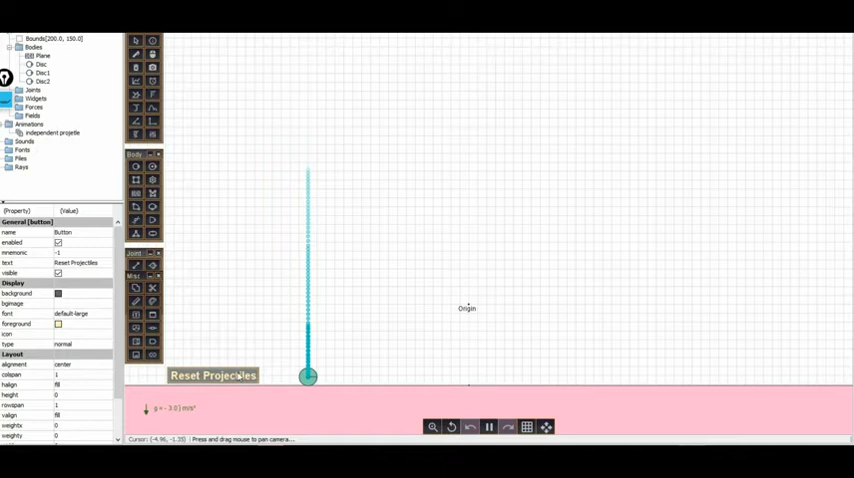 Bounds[200.0, 150.0]
Bodies
Plane
Disc
Disc1
Disc2
Joints
Widgets
Forces
Fields
Animations
independent projetle
Sounds
Fonts
Files
Rays
(Property) (Value)
General [button]
name Button
enabled
mnemonic -1
text Reset Projectiles
visible
Display
background
bgimage
font default-large
foreground
icon
type normal
Layout
alignment center
colspan 1
halign fill
height 0
rowspan 1
valign fill
weightx 0
weighty 0
Body
Joint
Misc
Origin
Reset Projectiles
Cursor: (-4.96, -1.35) Press and drag mouse to pan camera...